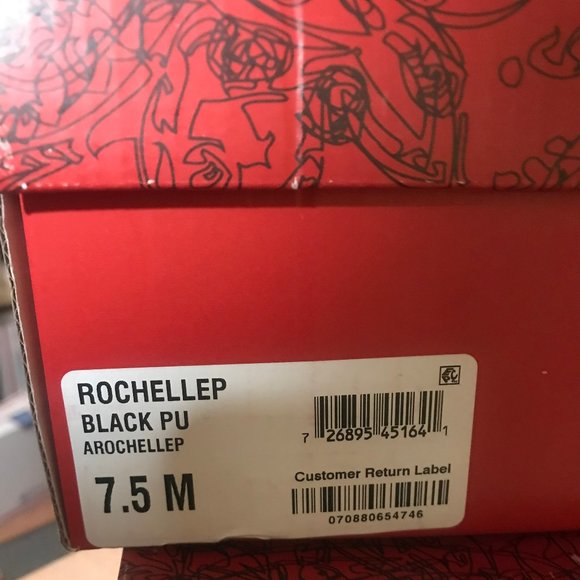 ROCHELLEP
BLACK PU
AROCHELLEP
7.5 M
7 26895 45164 1
Customer Return Label
070880654746